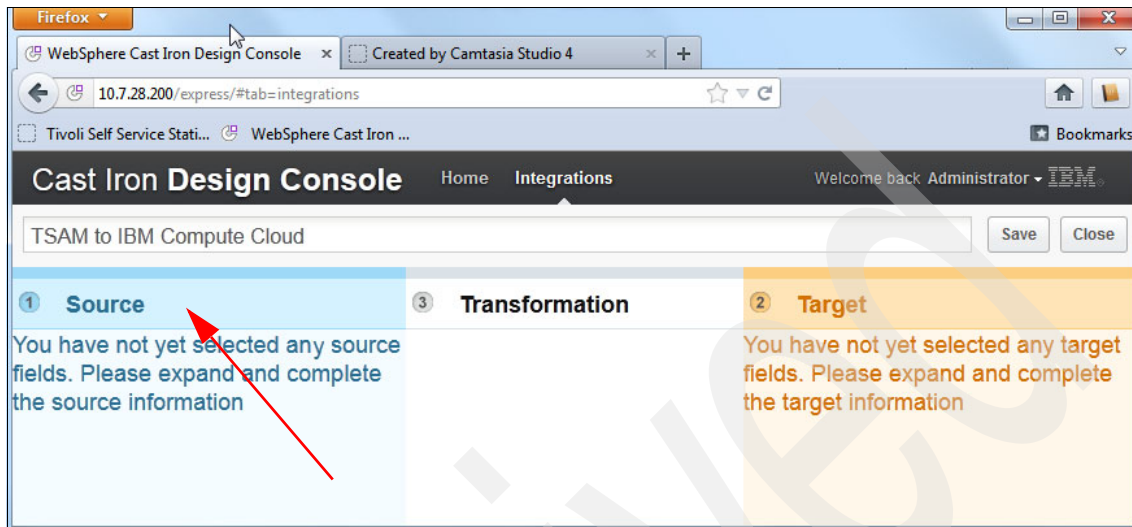 Firefox
WebSphere Cast Iron Design Console
Created by Camtasia Studio 4
10.7.28.200/express/#tab=integrations
Tivoli Self Service Stati... WebSphere Cast Iron ...
Bookmarks
Cast Iron Design Console Home Integrations Welcome back Administrator IBM
TSAM to IBM Compute Cloud Save Close
1 Source 3 Transformation 2 Target
You have not yet selected any source
fields. Please expand and complete
the source information
You have not yet selected any target
fields. Please expand and complete
the target information